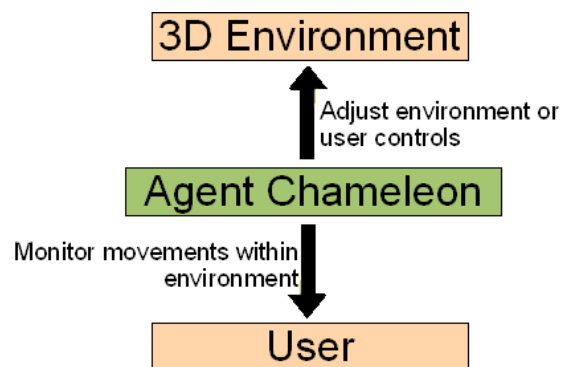 3D Environment
Adjust environment or
user controls
Agent Chameleon
Monitor movements within
environment
User